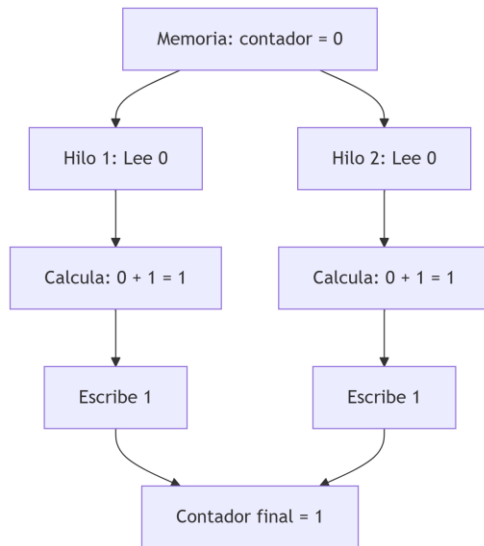 Memoria: contador = 0
Hilo 1: Lee 0
Hilo 2: Lee 0
Calcula: 0 + 1 = 1
Calcula: 0 + 1 = 1
Escribe 1
Escribe 1
Contador final = 1